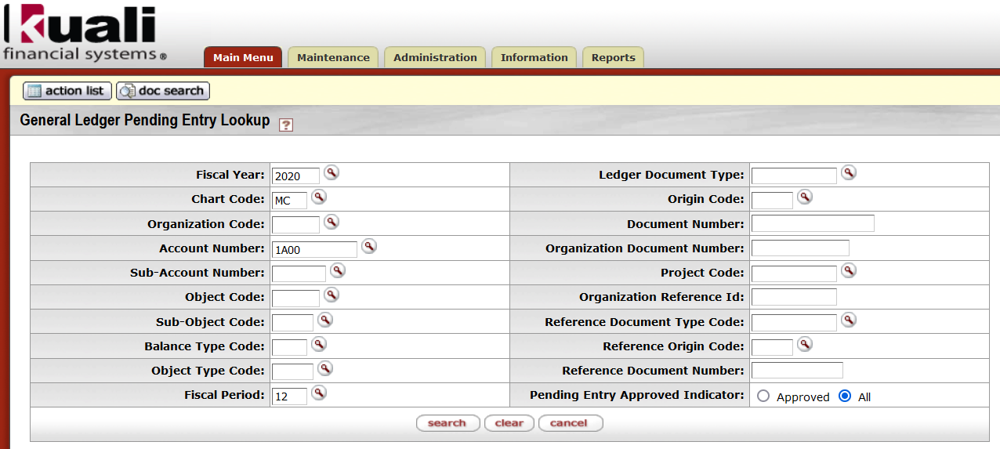 kuali
financial systems ®
Main Menu Maintenance Administration Information Reports
action list doc search
General Ledger Pending Entry Lookup ?
Fiscal Year: 2020 Ledger Document Type:
Chart Code: MC Origin Code:
Organization Code: Document Number:
Account Number: 1A00 Organization Document Number:
Sub-Account Number: Project Code:
Object Code: Organization Reference Id:
Sub-Object Code: Reference Document Type Code:
Balance Type Code: Reference Origin Code:
Object Type Code: Reference Document Number:
Fiscal Period: 12 Pending Entry Approved Indicator: Approved All
search clear cancel